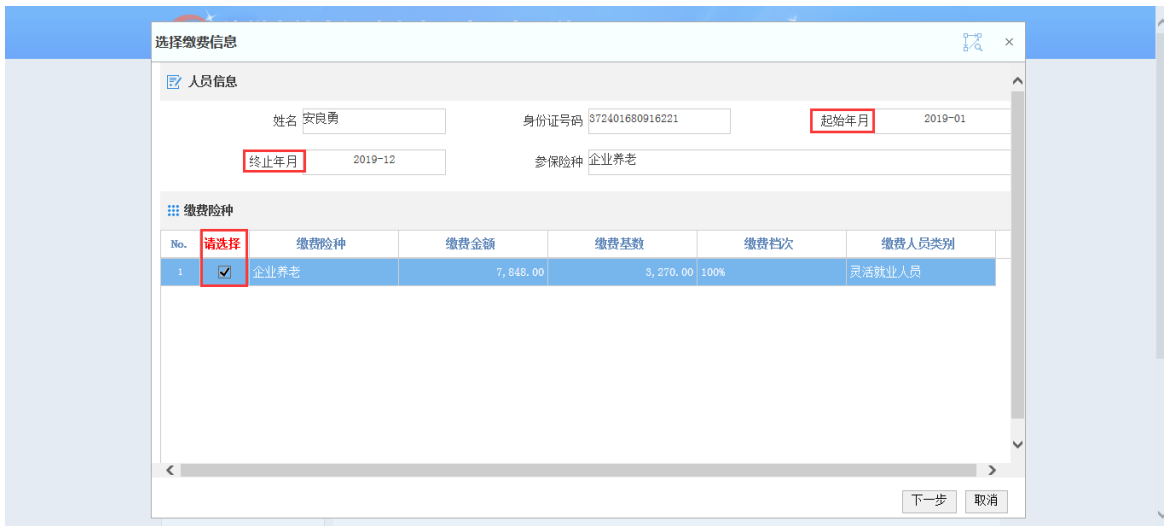 选择缴费信息
人员信息
姓名 安良勇 身份证号码 372401680916221 起始年月 2019-01
终止年月 2019-12 参保险种 企业养老
缴费险种
No. 请选择 缴费险种 缴费金额 缴费基数 缴费档次 缴费人员类别
1 企业养老 7,848.00 3,270.00 100% 灵活就业人员
下一步 取消